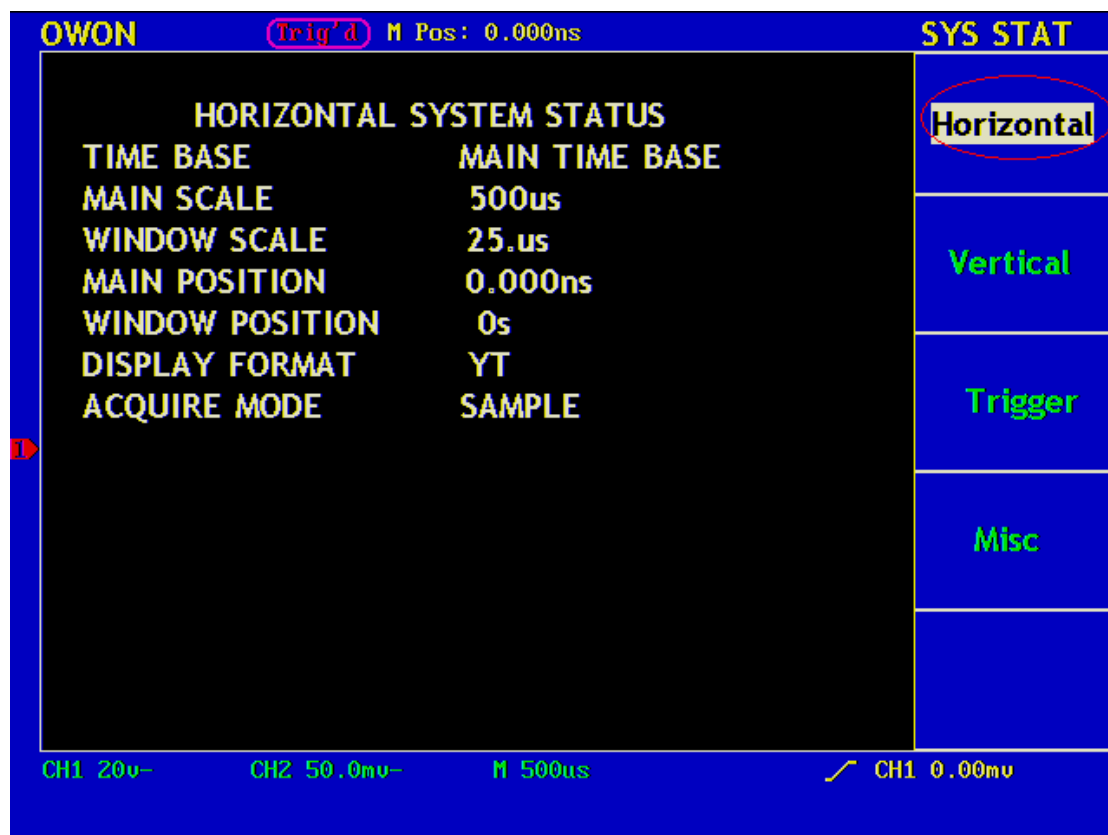 OWON Trig'd M Pos: 0.000ns SYS STAT
HORIZONTAL SYSTEM STATUS
TIME BASE MAIN TIME BASE
MAIN SCALE 500us
WINDOW SCALE 25.us
MAIN POSITION 0.000ns
WINDOW POSITION 0s
DISPLAY FORMAT YT
ACQUIRE MODE SAMPLE
1
Horizontal
Vertical
Trigger
Misc
CH1 20v- CH2 50.0mv- M 500us CH1 0.00mv